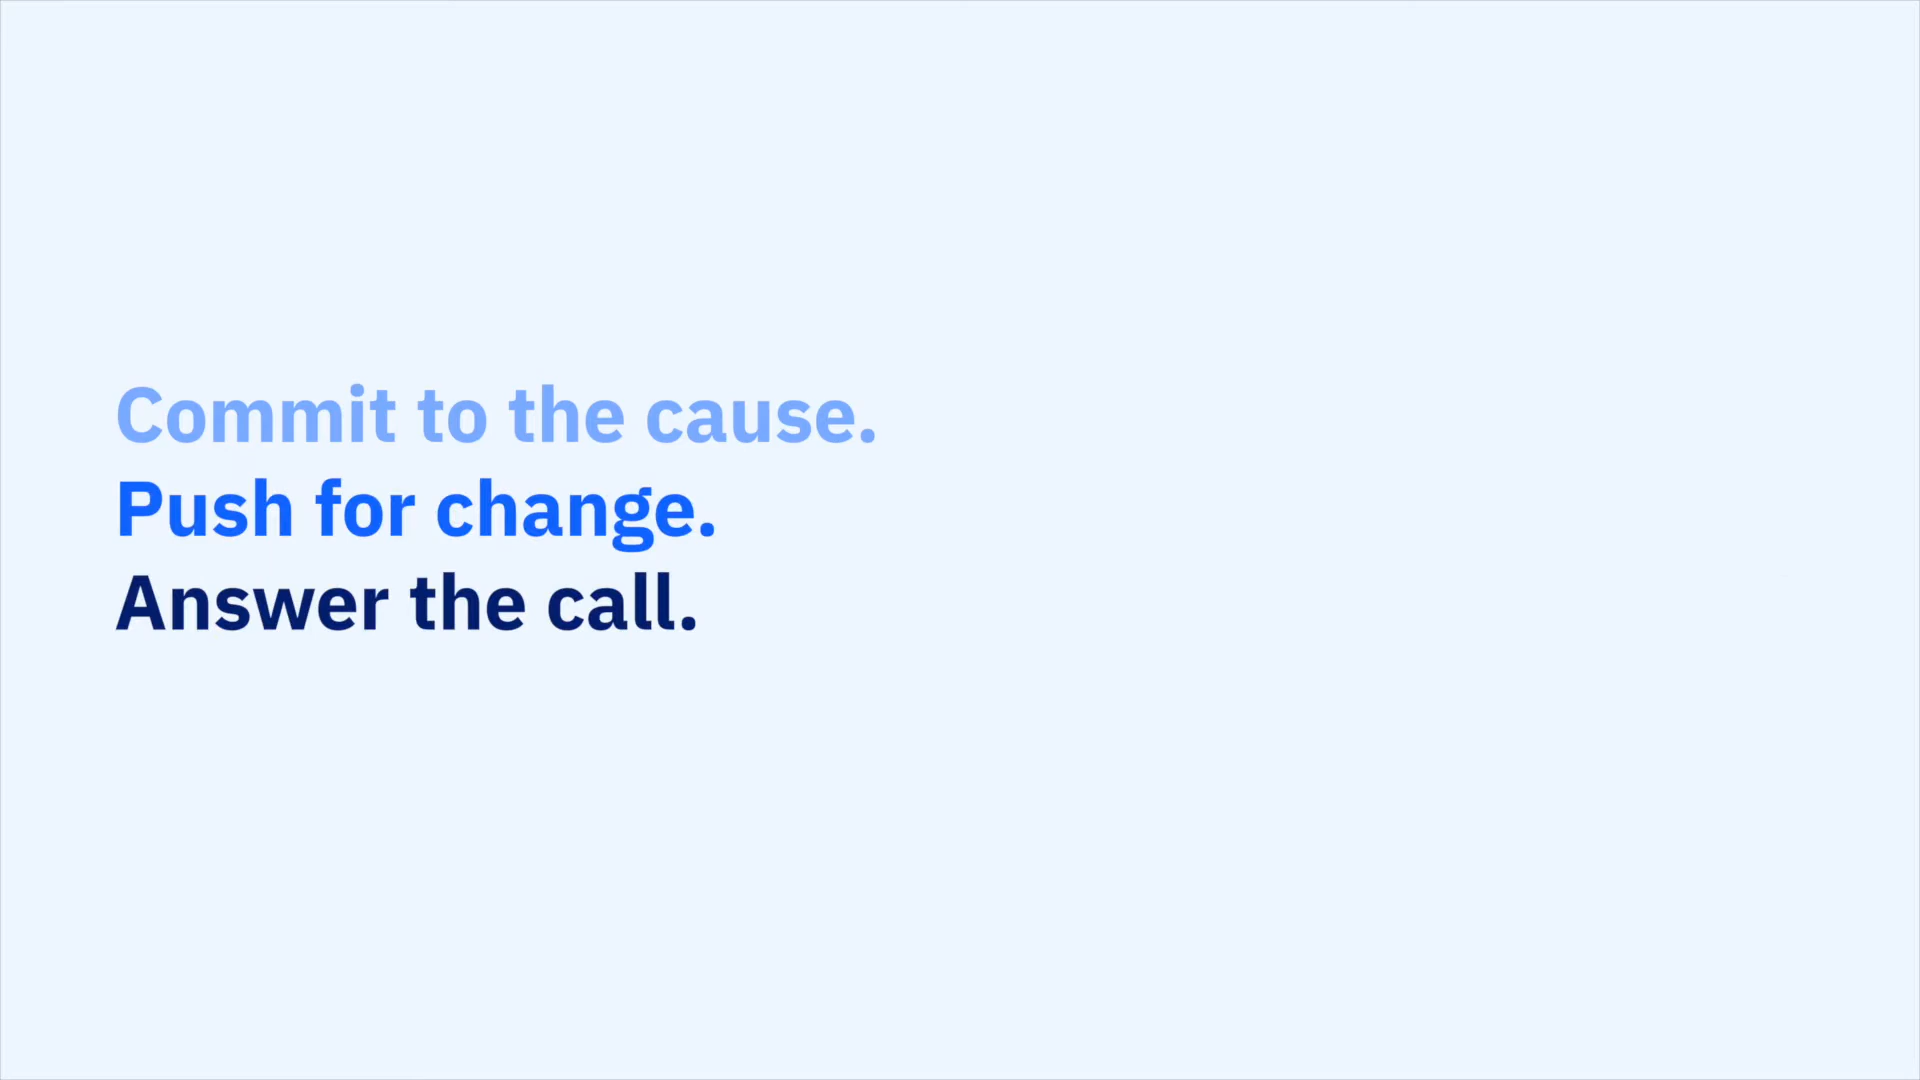 Commit to the cause.
Push for change.
Answer the call.